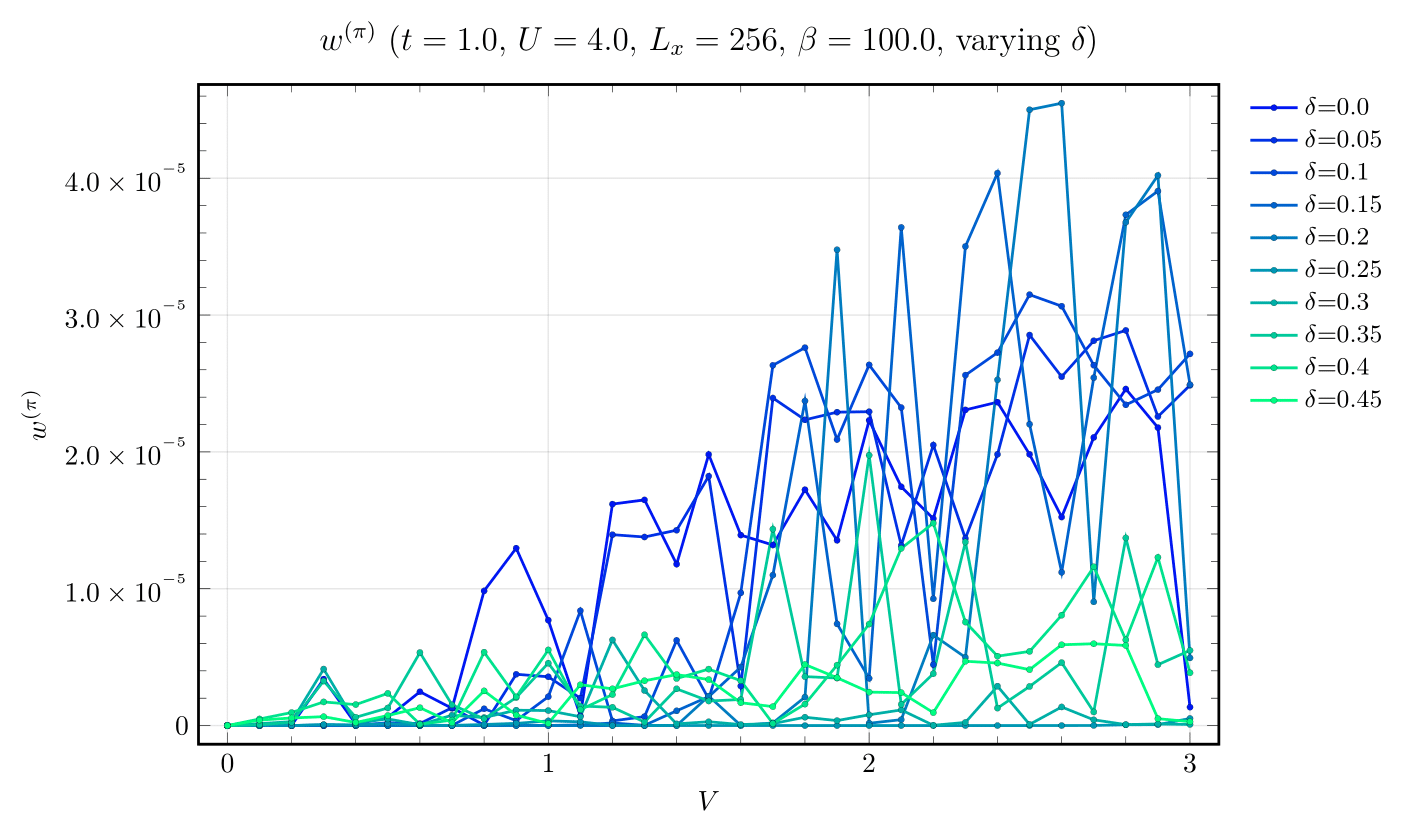 w^(π) (t = 1.0, U = 4.0, L_x = 256, β = 100.0, varying δ)
δ=0.0
δ=0.05
δ=0.1
δ=0.15
δ=0.2
δ=0.25
δ=0.3
δ=0.35
δ=0.4
δ=0.45
4.0 × 10^−5
3.0 × 10^−5
2.0 × 10^−5
1.0 × 10^−5
0
w^(π)
0 1 2 3
V